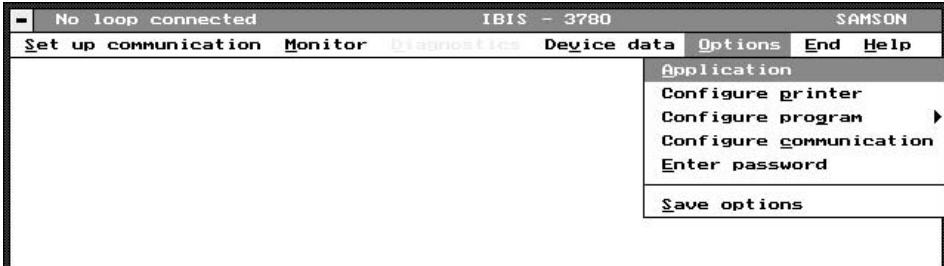 No loop connected IBIS - 3780 SAMSON
Set up communication Monitor Diagnostics Device data Options End Help
Application
Configure printer
Configure program
Configure communication
Enter password
Save options